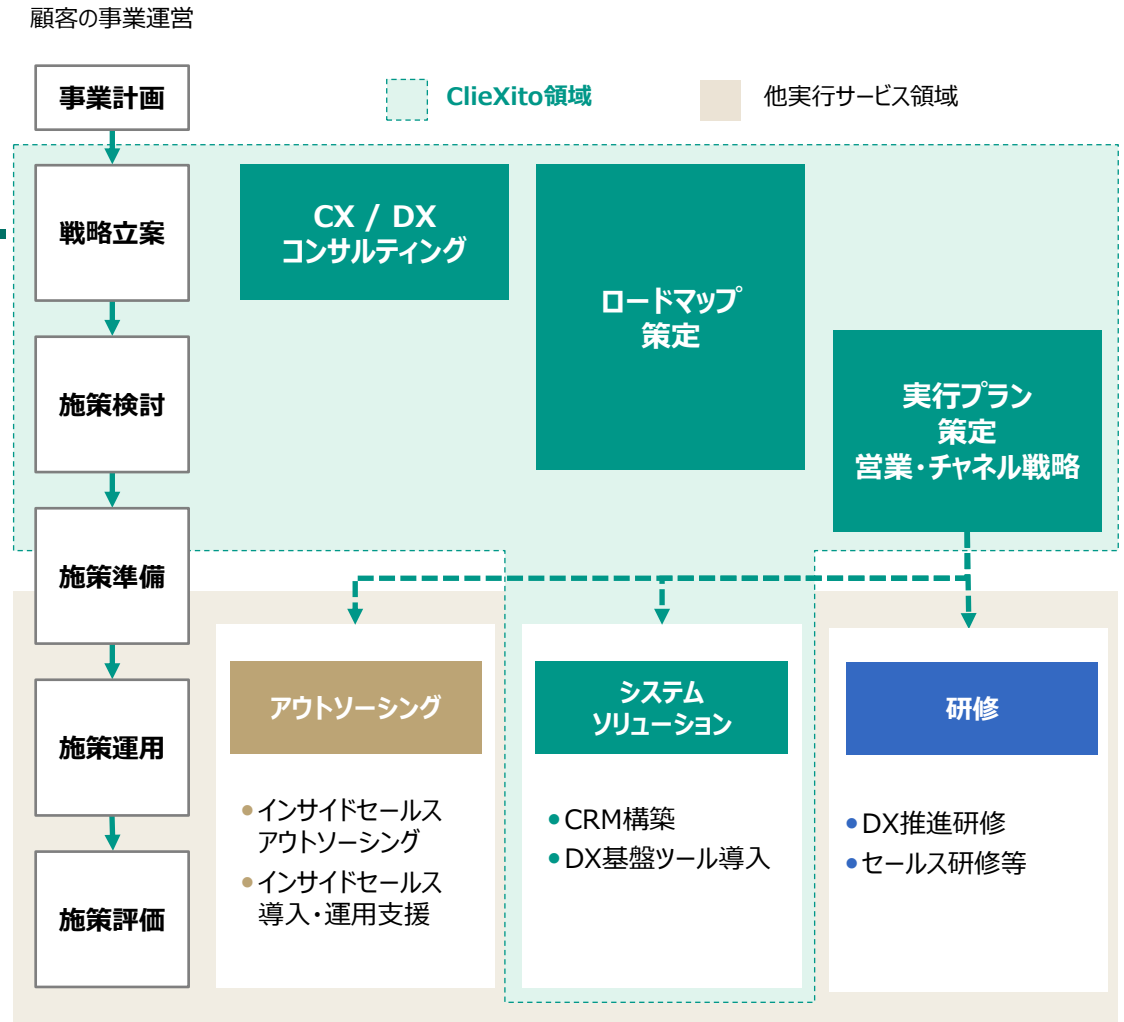 顧客の事業運営
事業計画
ClieXito領域
他実行サービス領域
戦略立案
CX / DX
コンサルティング
ロードマップ
策定
施策検討
実行プラン
策定
営業・チャネル戦略
施策準備
施策運用
施策評価
アウトソーシング
•インサイドセールス
アウトソーシング
•インサイドセールス
導入・運用支援
システム
ソリューション
•CRM構築
•DX基盤ツール導入
研修
•DX推進研修
•セールス研修等